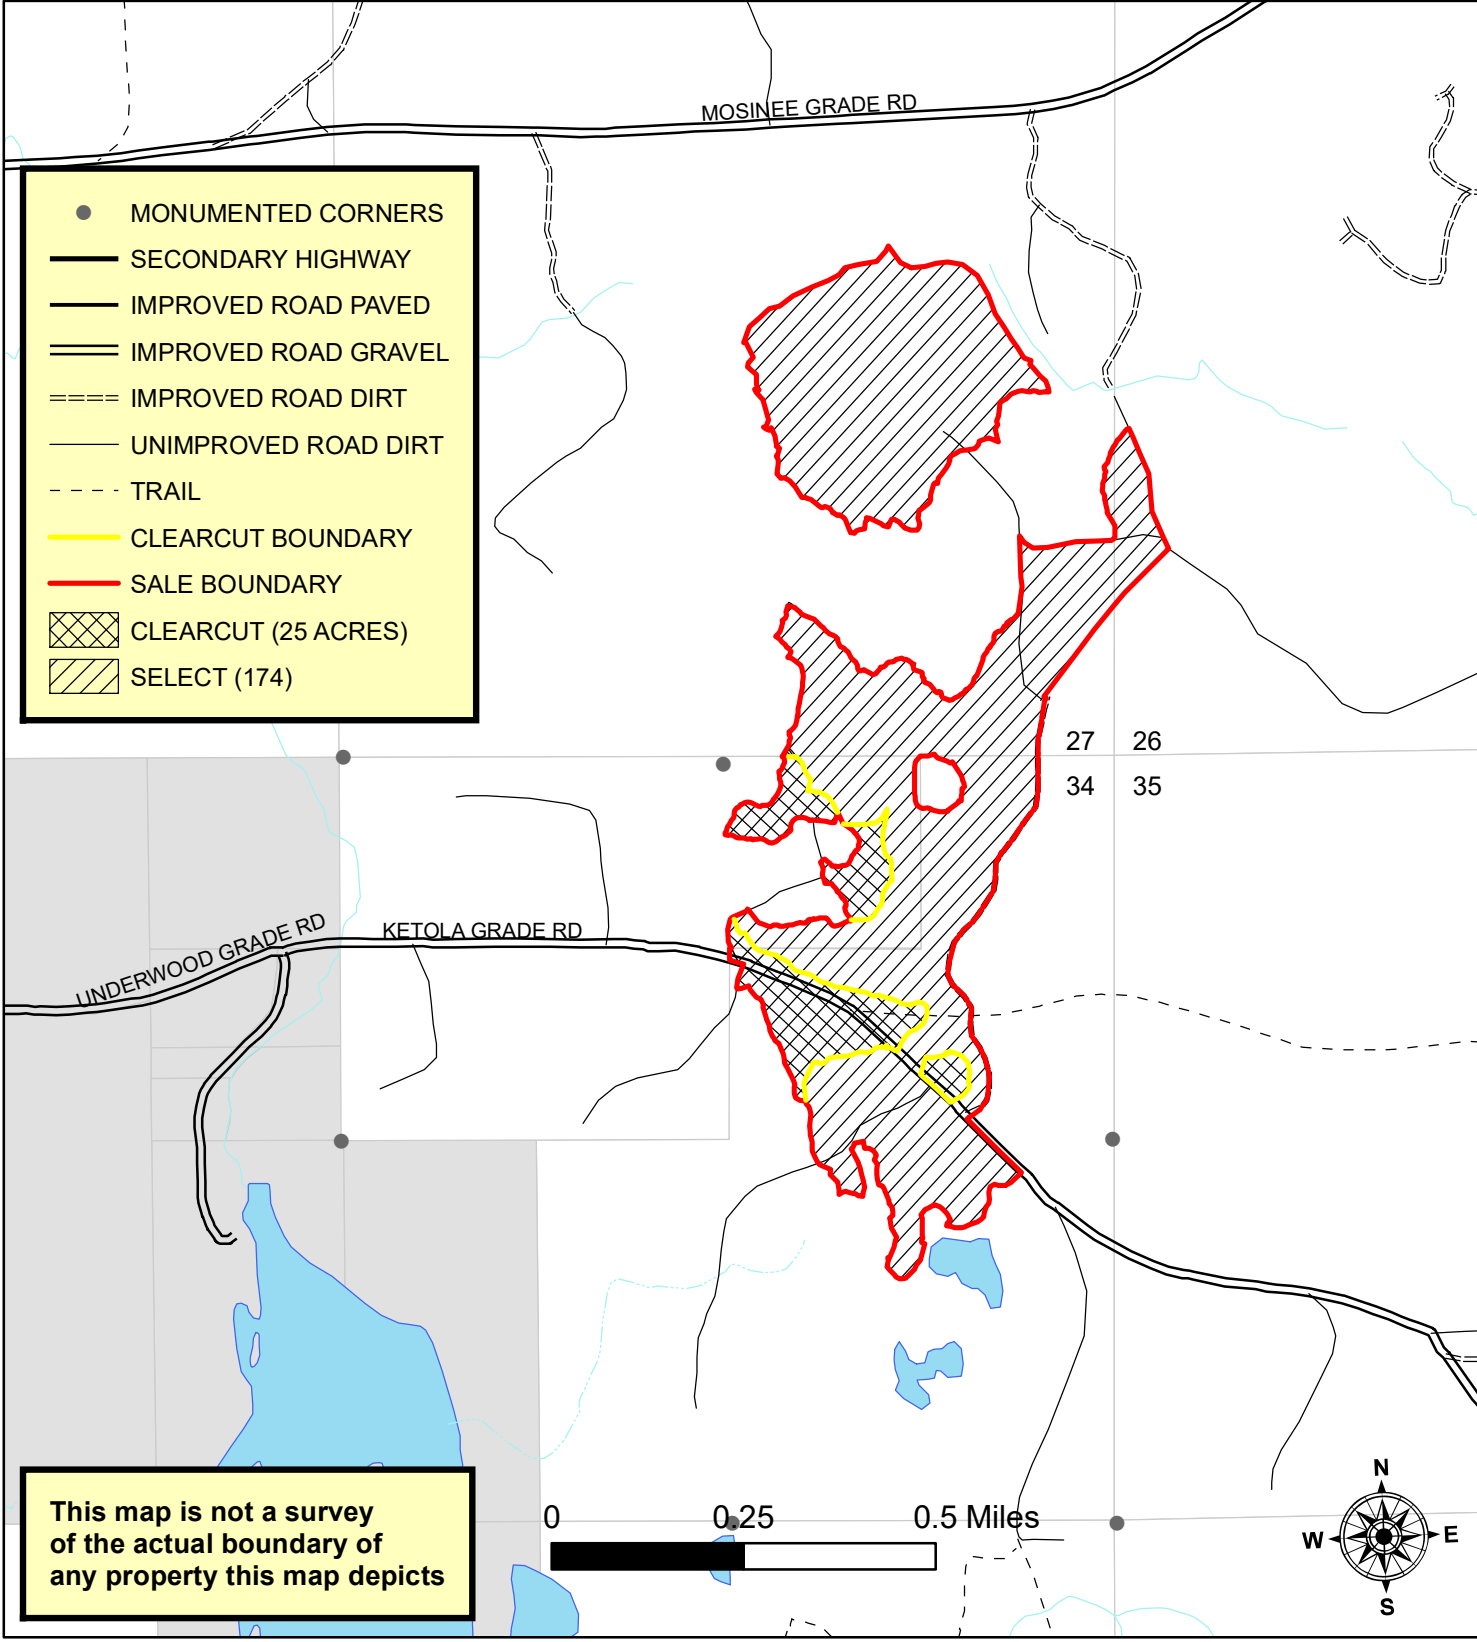 MOSINEE GRADE RD
MONUMENTED CORNERS
SECONDARY HIGHWAY
IMPROVED ROAD PAVED
IMPROVED ROAD GRAVEL
IMPROVED ROAD DIRT
UNIMPROVED ROAD DIRT
TRAIL
CLEARCUT BOUNDARY
SALE BOUNDARY
CLEARCUT (25 ACRES)
SELECT (174)
27 26
34 35
UNDERWOOD GRADE RD
KETOLA GRADE RD
This map is not a survey
of the actual boundary of
any property this map depicts
0 0.25 0.5 Miles
N
W E
S